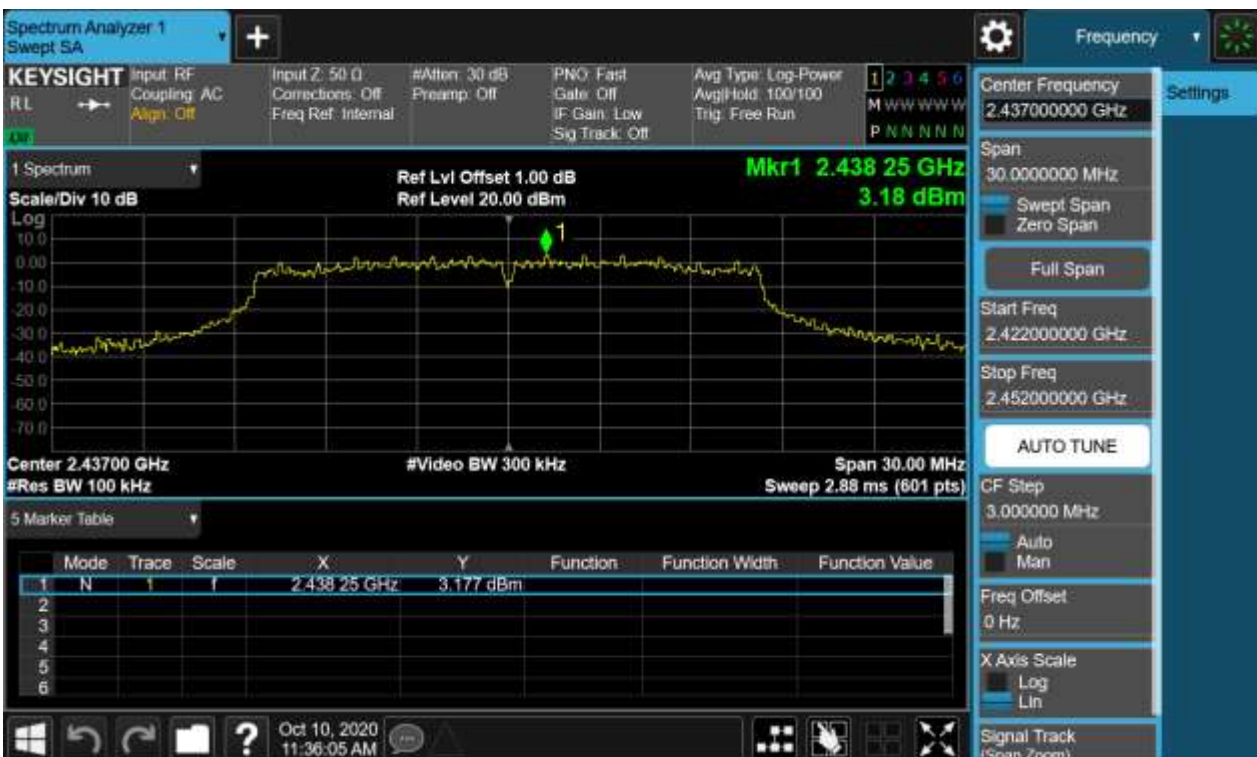 Spectrum Analyzer 1
Swept SA
+
Frequency
KEYSIGHT
RL
Input: RF
Coupling: AC
Align: Off
Input Z: 50 Ω
Corrections: Off
Freq Ref: Internal
#Atten: 30 dB
Preamp: Off
PNO: Fast
Gate: Off
IF Gain: Low
Sig Track: Off
Avg Type: Log-Power
Avg|Hold: 100/100
Trig: Free Run
1 2 3 4 5 6
M W W W W W
P N N N N N
1 Spectrum
Scale/Div 10 dB
Ref Lvl Offset 1.00 dB
Ref Level 20.00 dBm
Mkr1 2.438 25 GHz
3.18 dBm
Log
10.0
0.00
-10.0
-20.0
-30.0
-40.0
-50.0
-60.0
-70.0
1
Center 2.43700 GHz
#Res BW 100 kHz
#Video BW 300 kHz
Span 30.00 MHz
Sweep 2.88 ms (601 pts)
5 Marker Table
Mode Trace Scale X Y Function Function Width Function Value
1 N 1 f 2.438 25 GHz 3.177 dBm
2
3
4
5
6
?
Oct 10, 2020
11:36:05 AM
Center Frequency
2.437000000 GHz
Span
30.0000000 MHz
Swept Span
Zero Span
Full Span
Start Freq
2.422000000 GHz
Stop Freq
2.452000000 GHz
AUTO TUNE
CF Step
3.000000 MHz
Auto
Man
Freq Offset
0 Hz
X Axis Scale
Log
Lin
Signal Track
(Span Zoom)
Settings